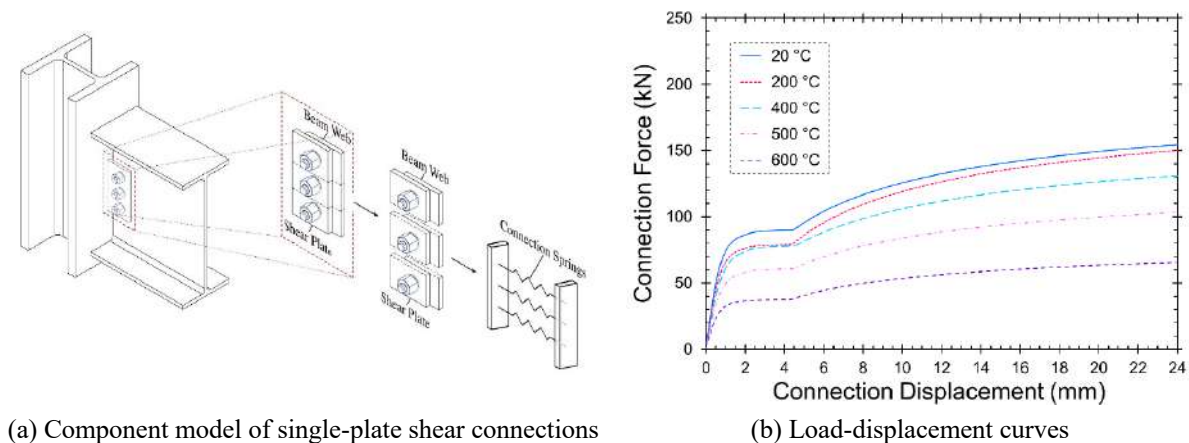 Beam Web
Shear Plate
Beam Web
Shear Plate
Connection Springs
Connection Force (kN)
250
200
150
100
50
0
20 °C
200 °C
400 °C
500 °C
600 °C
0 2 4 6 8 10 12 14 16 18 20 22 24
Connection Displacement (mm)
(a) Component model of single-plate shear connections
(b) Load-displacement curves